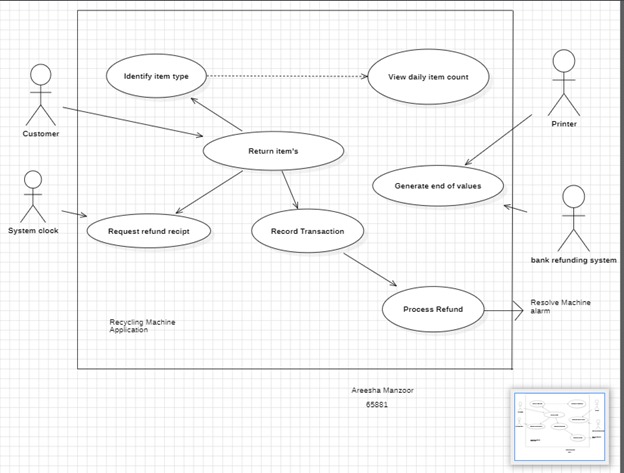 Identify item type
View daily item count
Customer
Printer
Return item's
Generate end of values
System clock
Request refund recipt
Record Transaction
bank refunding system
Process Refund
Resolve Machine
alarm
Recycling Machine
Application
Areesha Manzoor
65881